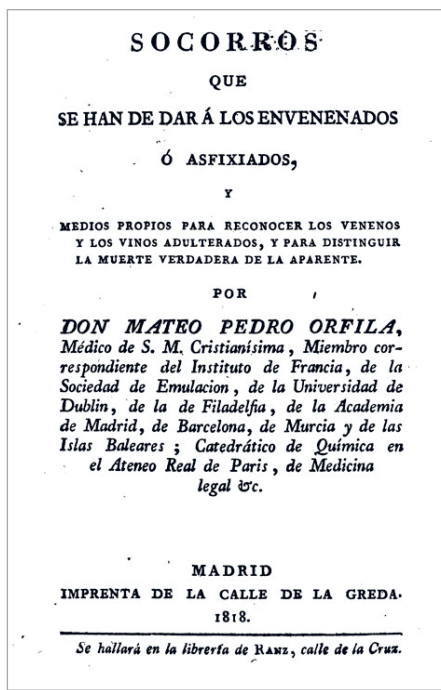 SOCORROS
QUE
SE HAN DE DAR Á LOS ENVENENADOS
Ó ASFIXIADOS,
Y
MEDIOS PROPIOS PARA RECONOCER LOS VENENOS
Y LOS VINOS ADULTERADOS, Y PARA DISTINGUIR
LA MUERTE VERDADERA DE LA APARENTE.
POR
DON MATEO PEDRO ORFILA,
Médico de S. M. Cristianísima, Miembro cor-
respondiente del Instituto de Francia, de la
Sociedad de Emulacion, de la Universidad de
Dublin, de la de Filadelfia, de la Academia
de Madrid, de Barcelona, de Murcia y de las
Islas Baleares ; Catedrático de Química en
el Ateneo Real de Paris, de Medicina
legal &c.
MADRID
IMPRENTA DE LA CALLE DE LA GREDA.
1818.
Se hallará en la librería de RANZ, calle de la Cruz.